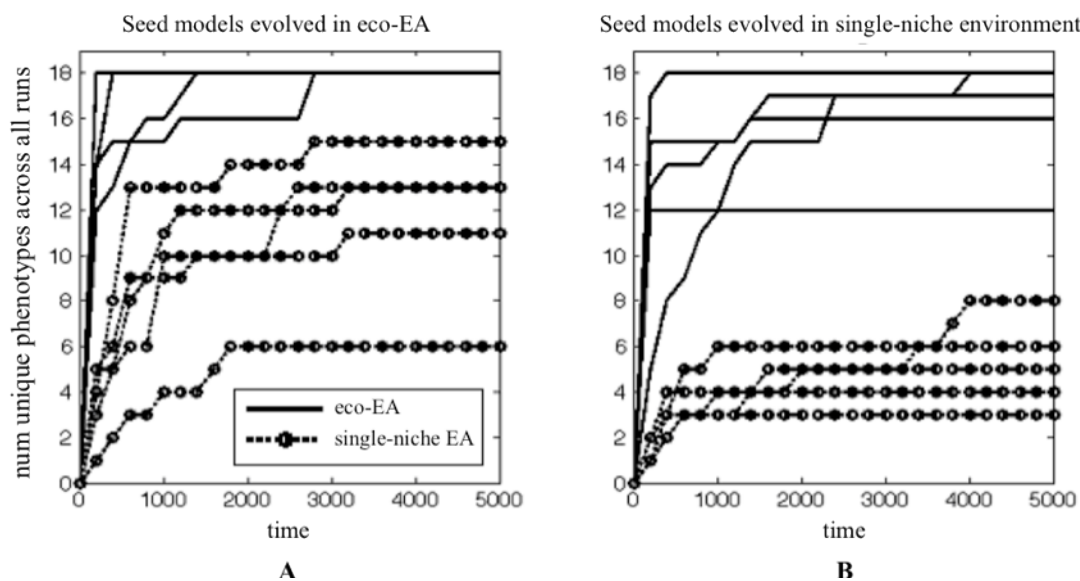 Seed models evolved in eco-EA
Seed models evolved in single-niche environment
num unique phenotypes across all runs
18
16
14
12
10
8
6
4
2
0
eco-EA
single-niche EA
0 1000 2000 3000 4000 5000
time
A
18
16
14
12
10
8
6
4
2
0
0 1000 2000 3000 4000 5000
time
B